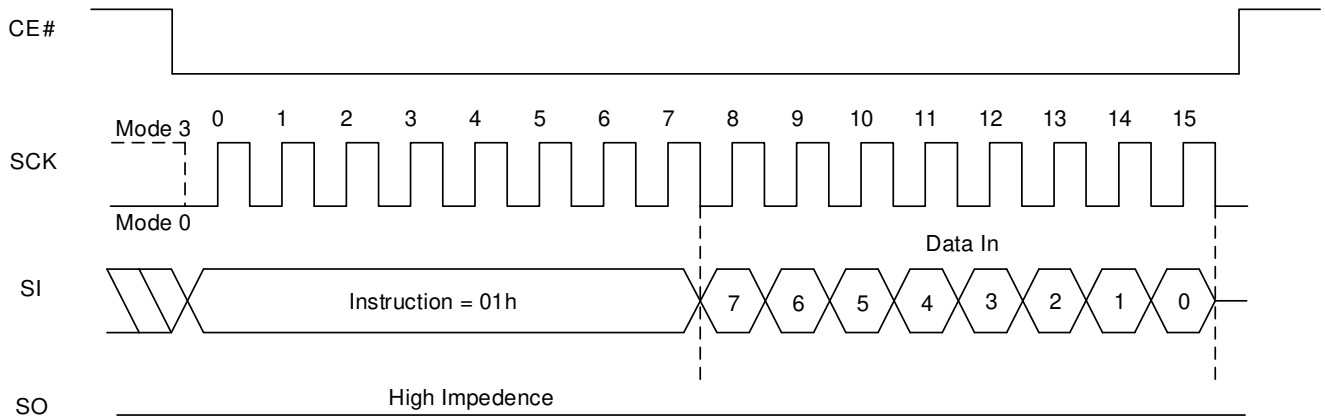 CE#
Mode 3
0 1 2 3 4 5 6 7 8 9 10 11 12 13 14 15
SCK
Mode 0
Data In
SI
Instruction = 01h
7 6 5 4 3 2 1 0
High Impedence
SO